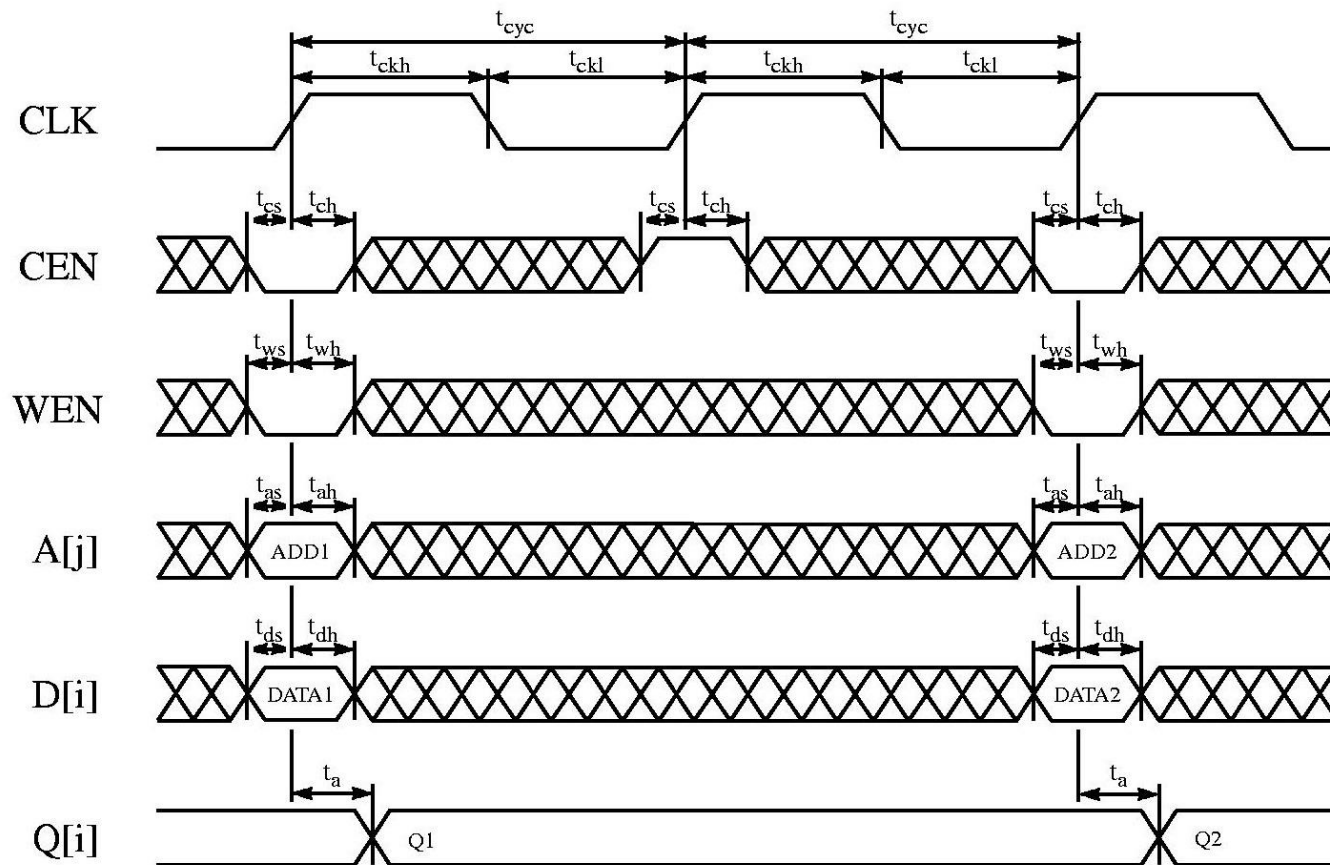 t_cyc t_cyc
t_ckh t_ckl t_ckh t_ckl
CLK
t_cs t_ch t_cs t_ch t_cs t_ch
CEN
t_ws t_wh t_ws t_wh
WEN
t_as t_ah t_as t_ah
A[j] ADD1 ADD2
t_ds t_dh t_ds t_dh
D[i] DATA1 DATA2
t_a t_a
Q[i] Q1 Q2